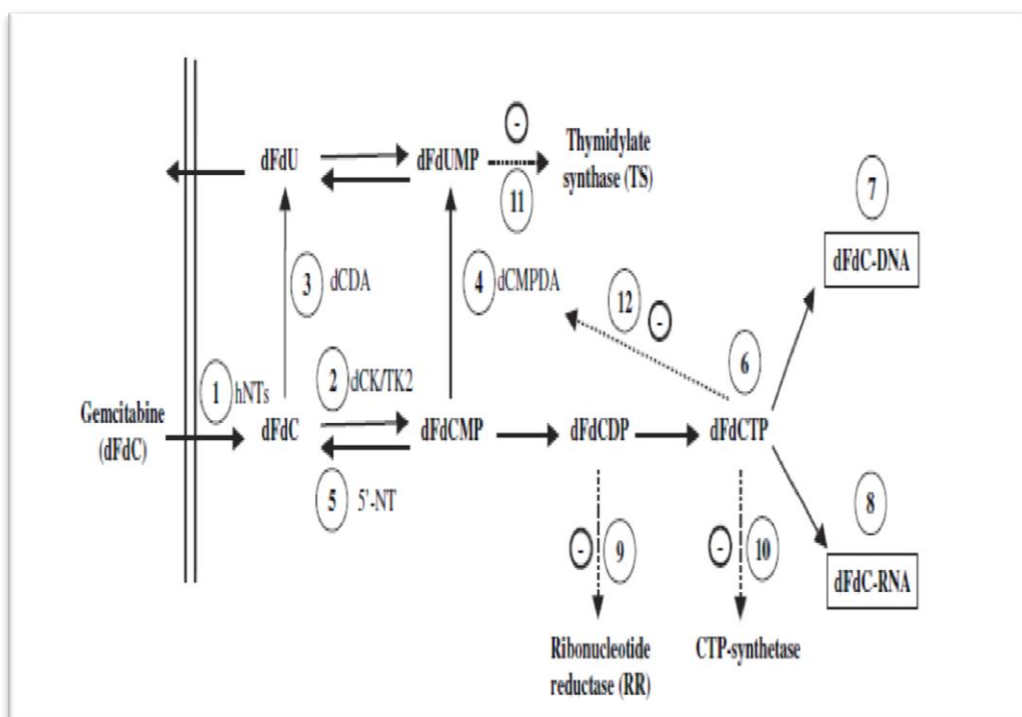 -
7
dFdU
dFdUMP
Thymidylate
synthase (TS)
11
dFdC-DNA
3
dCDA
4
dCMPDA
12
-
6
1
hNTs
2
dCK/TK2
Gemcitabine
(dFdC)
dFdC
dFdCMP
dFdCDP
dFdCTP
5
5'-NT
8
-
9
-
10
dFdC-RNA
Ribonucleotide
reductase (RR)
CTP-synthetase